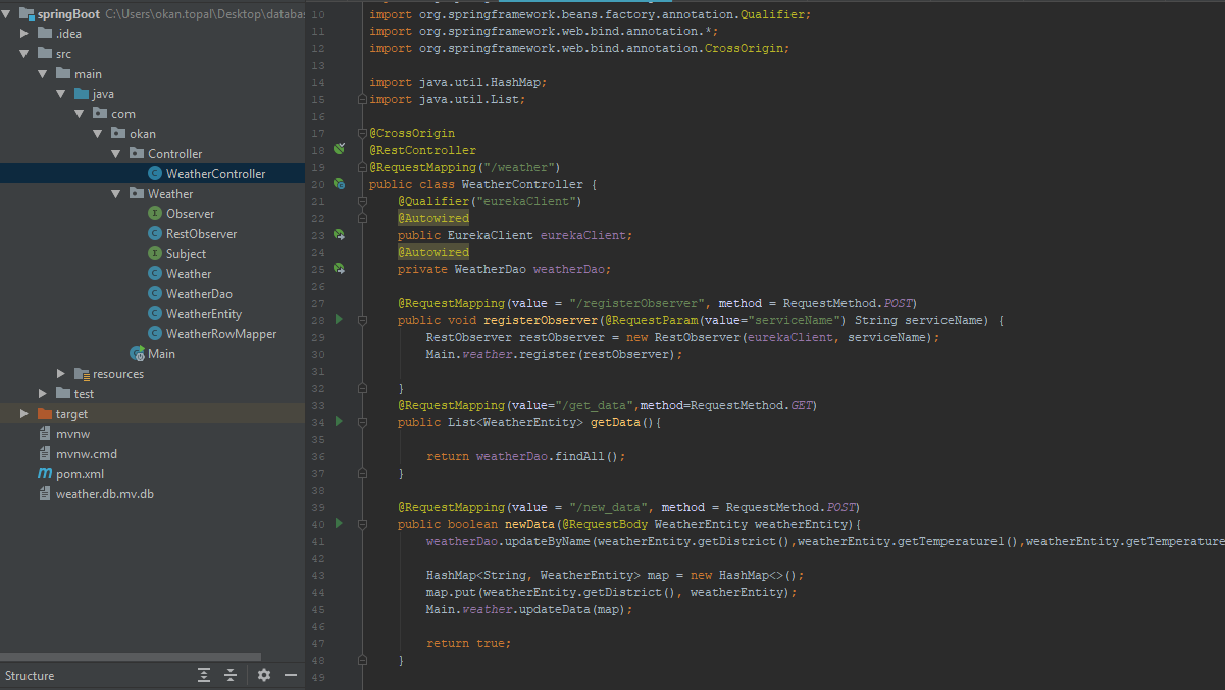 springBoot C:\Users\okan.topal\Desktop\databas
.idea
src
main
java
com
okan
Controller
WeatherController
Weather
Observer
RestObserver
Subject
Weather
WeatherDao
WeatherEntity
WeatherRowMapper
Main
resources
test
target
mvnw
mvnw.cmd
pom.xml
weather.db.mv.db
Structure
10 import org.springframework.beans.factory.annotation.Qualifier;
11 import org.springframework.web.bind.annotation.*;
12 import org.springframework.web.bind.annotation.CrossOrigin;
13
14 import java.util.HashMap;
15 import java.util.List;
16
17 @CrossOrigin
18 @RestController
19 @RequestMapping("/weather")
20 public class WeatherController {
21 @Qualifier("eurekaClient")
22 @Autowired
23 public EurekaClient eurekaClient;
24 @Autowired
25 private WeatherDao weatherDao;
26
27 @RequestMapping(value = "/registerObserver", method = RequestMethod.POST)
28 public void registerObserver(@RequestParam(value="serviceName") String serviceName) {
29 RestObserver restObserver = new RestObserver(eurekaClient, serviceName);
30 Main.weather.register(restObserver);
31
32 }
33 @RequestMapping(value="/get_data",method=RequestMethod.GET)
34 public List<WeatherEntity> getData(){
35
36 return weatherDao.findAll();
37 }
38
39 @RequestMapping(value = "/new_data", method = RequestMethod.POST)
40 public boolean newData(@RequestBody WeatherEntity weatherEntity){
41 weatherDao.updateByName(weatherEntity.getDistrict(),weatherEntity.getTemperature1(),weatherEntity.getTemperature
42
43 HashMap<String, WeatherEntity> map = new HashMap<>();
44 map.put(weatherEntity.getDistrict(), weatherEntity);
45 Main.weather.updateData(map);
46
47 return true;
48 }
49